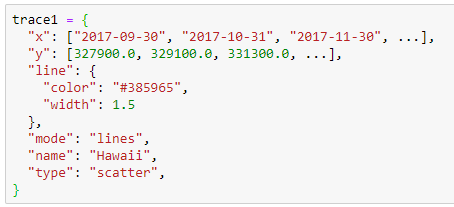 trace1 = {
  "x": ["2017-09-30", "2017-10-31", "2017-11-30", ...],
  "y": [327900.0, 329100.0, 331300.0, ...],
  "line": {
    "color": "#385965",
    "width": 1.5
  },
  "mode": "lines",
  "name": "Hawaii",
  "type": "scatter",
}